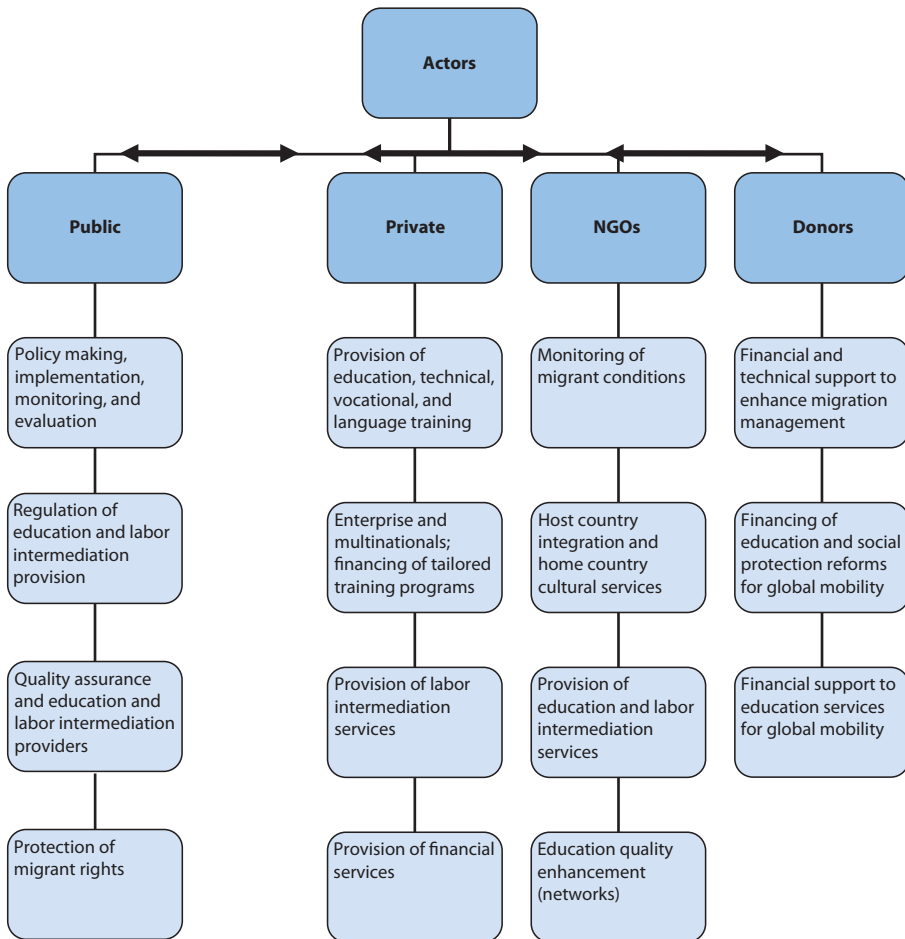 Actors
Public
Private
NGOs
Donors
Policy making,
implementation,
monitoring, and
evaluation
Provision of
education, technical,
vocational, and
language training
Monitoring of
migrant conditions
Financial and
technical support to
enhance migration
management
Regulation of
education and labor
intermediation
provision
Enterprise and
multinationals;
financing of tailored
training programs
Host country
integration and
home country
cultural services
Financing of
education and social
protection reforms
for global mobility
Quality assurance
and education and
labor intermediation
providers
Provision of labor
intermediation
services
Provision of
education and labor
intermediation
services
Financial support to
education services
for global mobility
Protection of
migrant rights
Provision of financial
services
Education quality
enhancement
(networks)